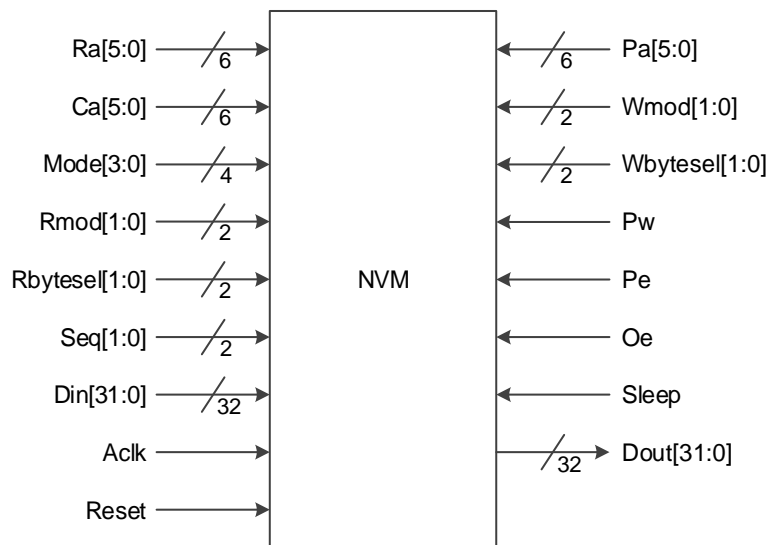 Ra[5:0] 6 6 Pa[5:0]
Ca[5:0] 6 2 Wmod[1:0]
Mode[3:0] 4 2 Wbytesel[1:0]
Rmod[1:0] 2 Pw
Rbytesel[1:0] 2 NVM Pe
Seq[1:0] 2 Oe
Din[31:0] 32 Sleep
Aclk 32 Dout[31:0]
Reset